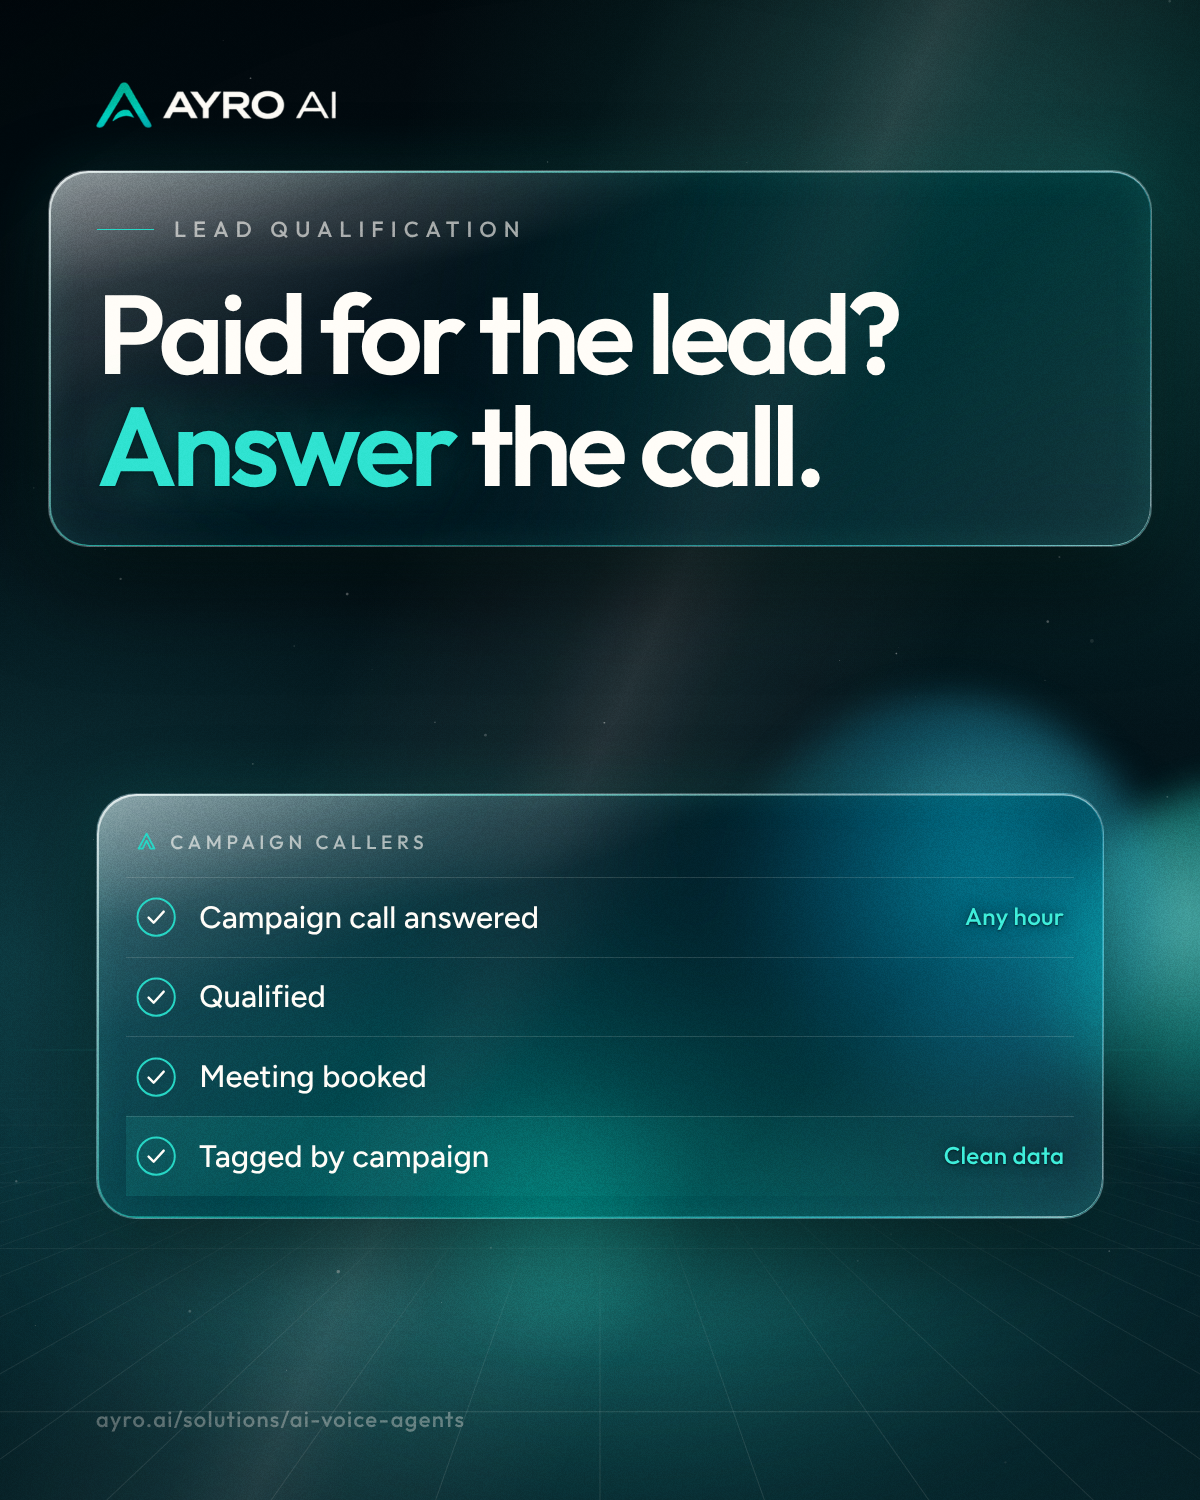 AYRO AI
LEAD QUALIFICATION
Paid for the lead?
Answer the call.
CAMPAIGN CALLERS
Campaign call answered Any hour
Qualified
Meeting booked
Tagged by campaign Clean data
ayro.ai/solutions/ai-voice-agents